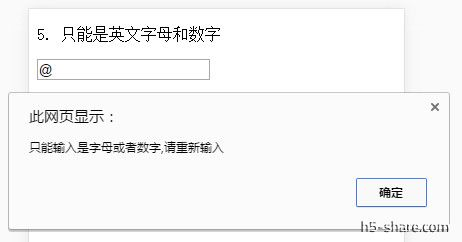 5. 只能是英文字母和数字
@
此网页显示：
只能输入是字母或者数字,请重新输入
确定
h5-share.com